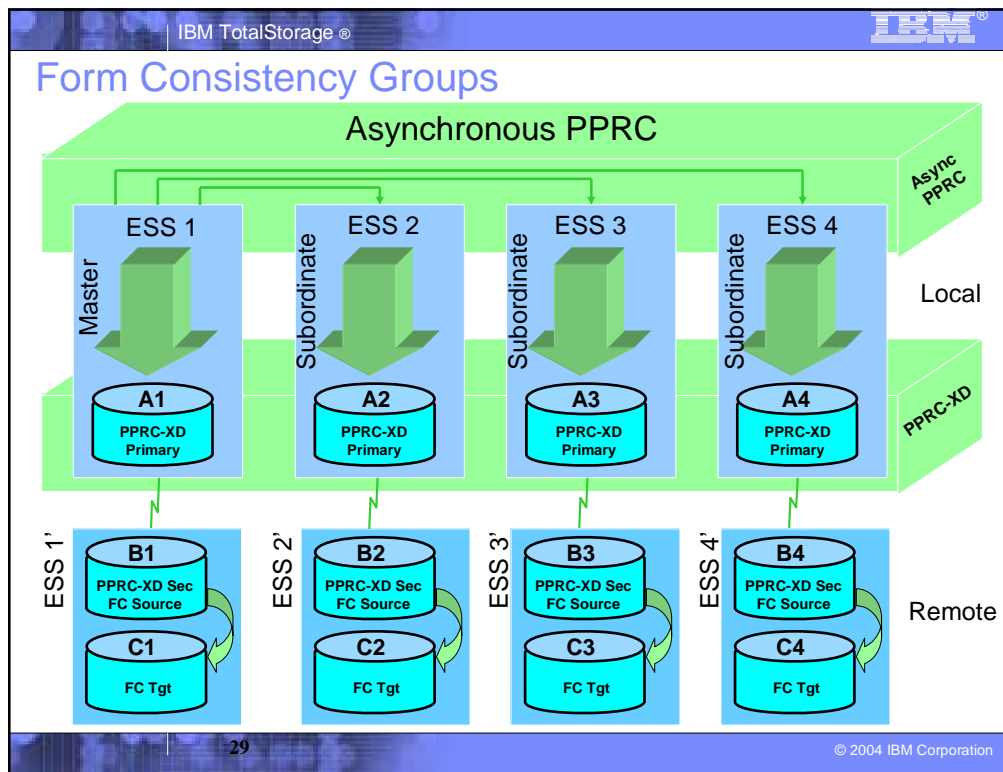 IBM TotalStorage ®
IBM®
Form Consistency Groups
Asynchronous PPRC
Async
PPRC
ESS 1
ESS 2
ESS 3
ESS 4
Master
Subordinate
Subordinate
Subordinate
Local
A1
PPRC-XD
Primary
A2
PPRC-XD
Primary
A3
PPRC-XD
Primary
A4
PPRC-XD
Primary
PPRC-XD
ESS 1’
B1
PPRC-XD Sec
FC Source
C1
FC Tgt
ESS 2’
B2
PPRC-XD Sec
FC Source
C2
FC Tgt
ESS 3’
B3
PPRC-XD Sec
FC Source
C3
FC Tgt
ESS 4’
B4
PPRC-XD Sec
FC Source
C4
FC Tgt
Remote
29
© 2004 IBM Corporation